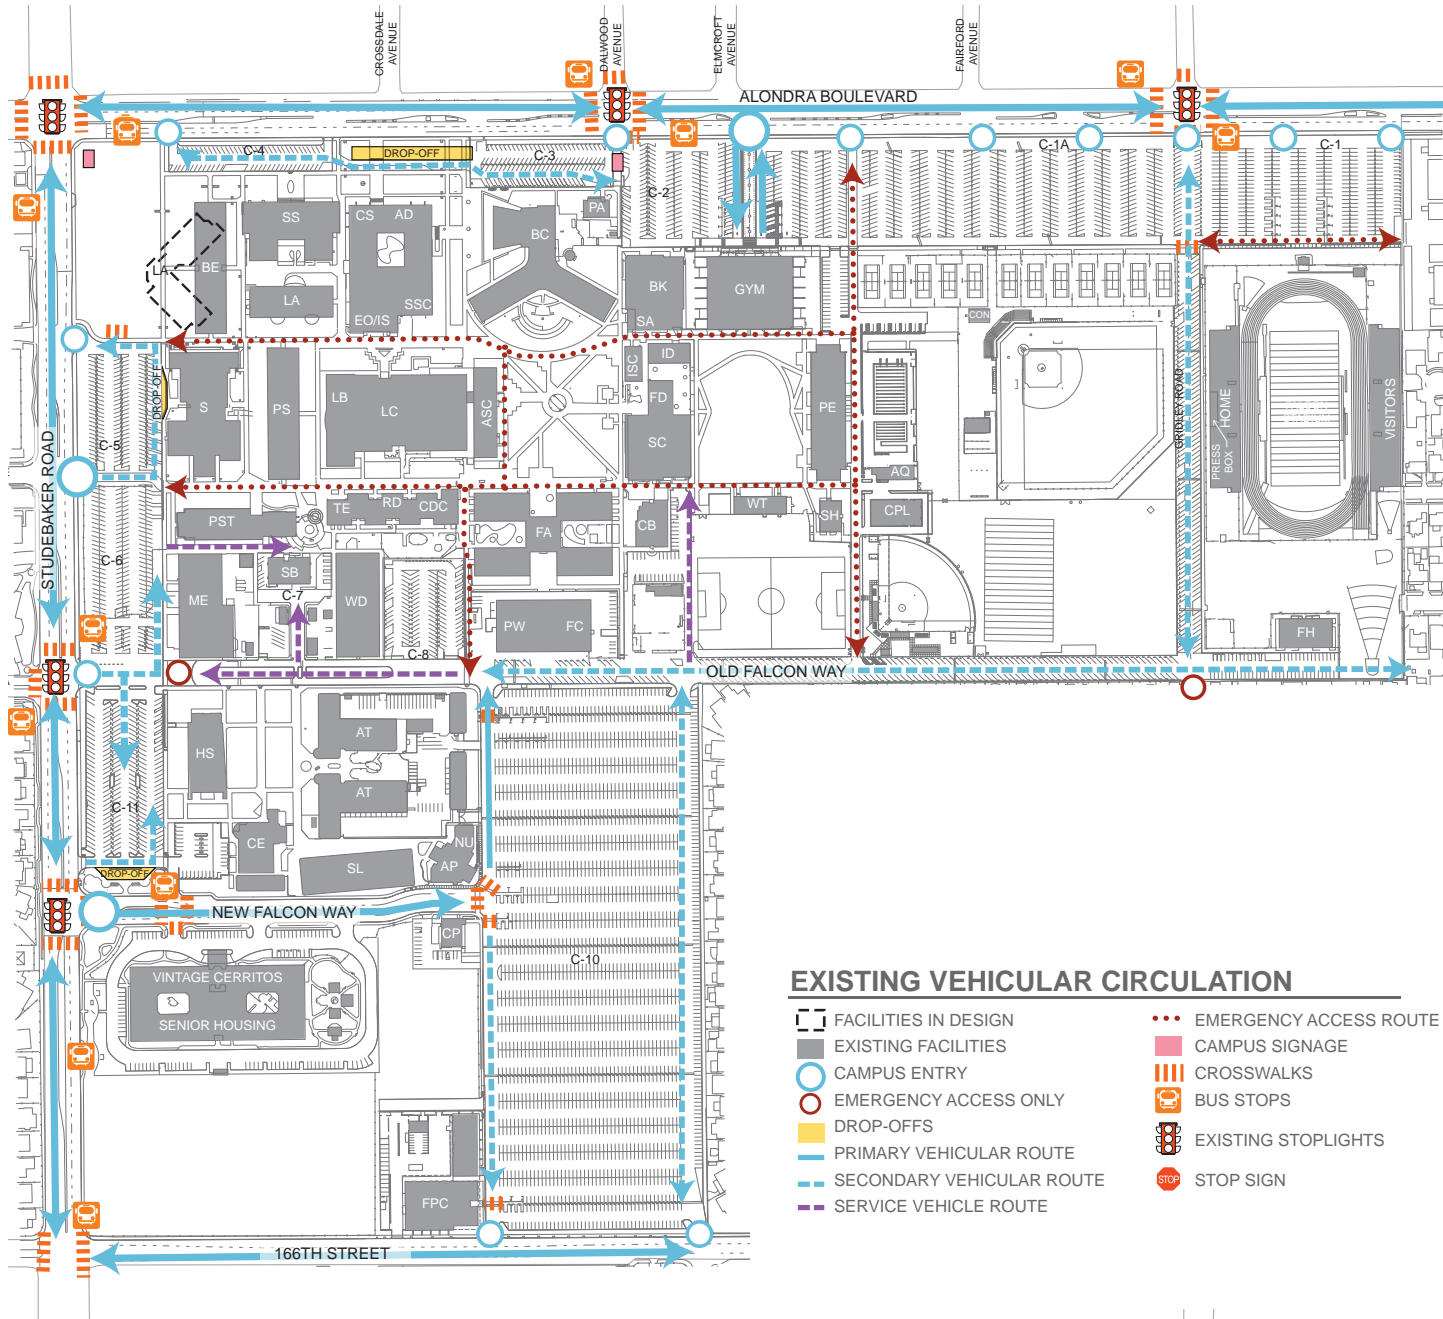 CROSSDALE
AVENUE
DALWOOD
AVENUE
ELMCROFT
AVENUE
FAIRFORD
AVENUE
ALONDRA BOULEVARD
C-4
DROP-OFF
C-3
C-1A
C-1
C-2
SS
CS
AD
PA
BC
LA
BE
LA
SSC
EO/IS
BK
SA
GYM
CON
DROP-OFF
S
PS
LB
LC
ASC
ISC
ID
FD
SC
PE
GRIDLEY ROAD
HOME
PRESS
BOX
VISITORS
C-5
STUDEBAKER ROAD
AQ
CPL
PST
TE
RD
CDC
FA
CB
WT
SH
C-6
SB
C-7
ME
WD
C-8
PW
FC
FH
OLD FALCON WAY
HS
AT
AT
C-11
CE
SL
NU
AP
DROP-OFF
NEW FALCON WAY
CP
C-10
VINTAGE CERRITOS
SENIOR HOUSING
FPC
166TH STREET
EXISTING VEHICULAR CIRCULATION
FACILITIES IN DESIGN
EXISTING FACILITIES
CAMPUS ENTRY
EMERGENCY ACCESS ONLY
DROP-OFFS
PRIMARY VEHICULAR ROUTE
SECONDARY VEHICULAR ROUTE
SERVICE VEHICLE ROUTE
EMERGENCY ACCESS ROUTE
CAMPUS SIGNAGE
CROSSWALKS
BUS STOPS
EXISTING STOPLIGHTS
STOP
STOP SIGN